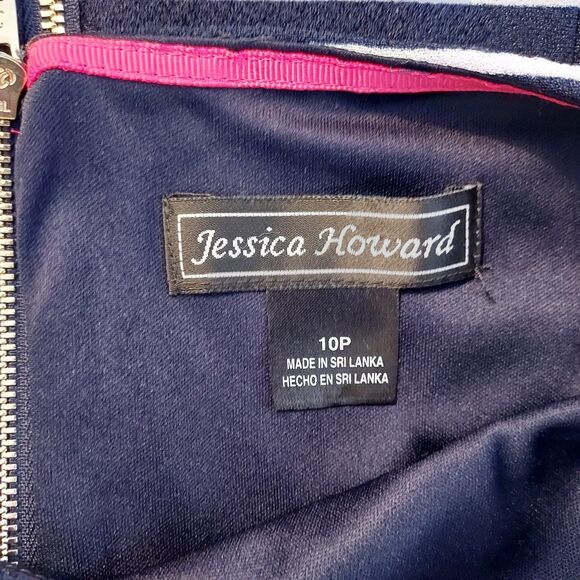 Jessica Howard
10P
MADE IN SRI LANKA
HECHO EN SRI LANKA